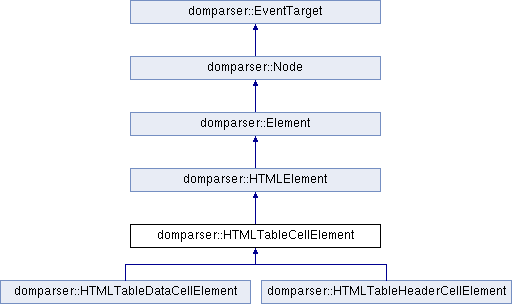 domparser::EventTarget
domparser::Node
domparser::Element
domparser::HTMLElement
domparser::HTMLTableCellElement
domparser::HTMLTableDataCellElement
domparser::HTMLTableHeaderCellElement